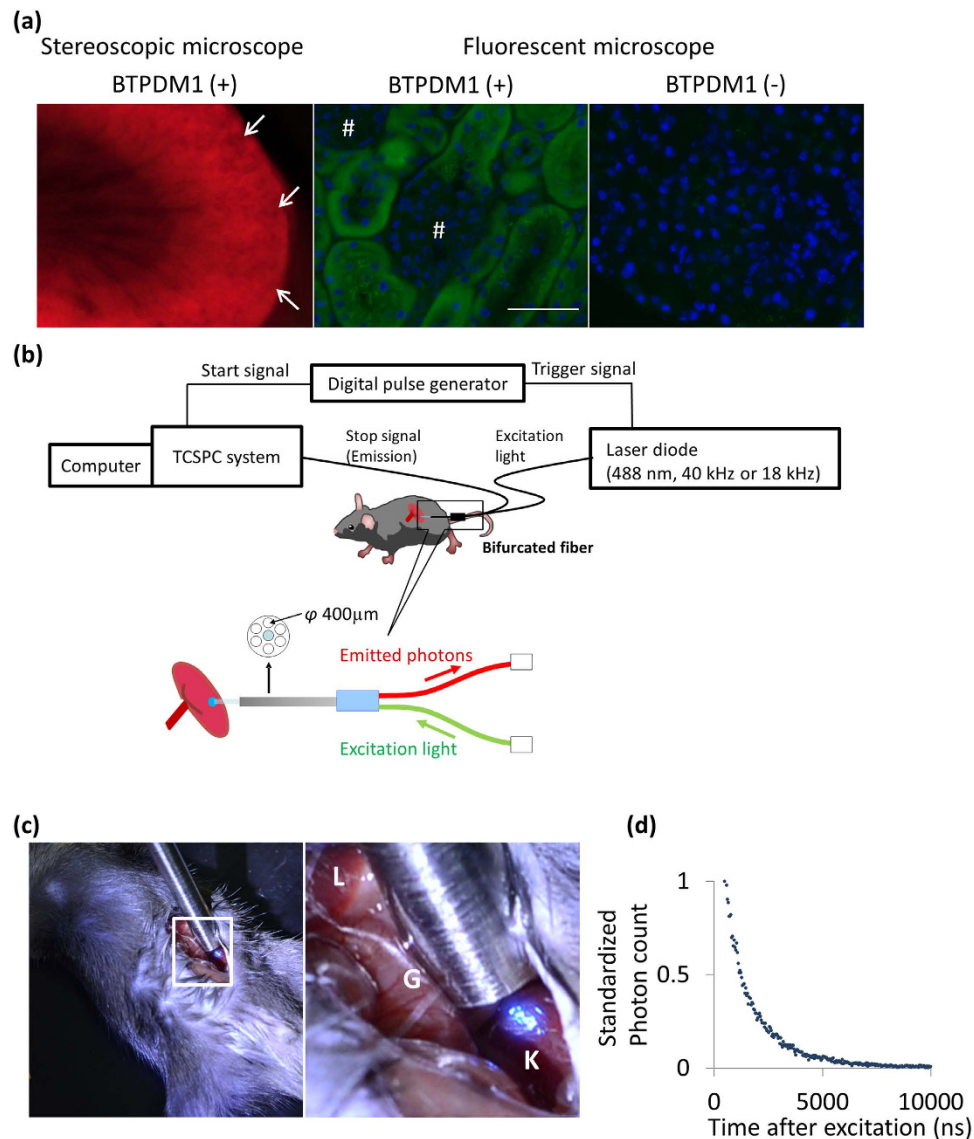 (a)
Stereoscopic microscope
Fluorescent microscope
BTPDM1 (+)
BTPDM1 (+)
BTPDM1 (-)
#
#
(b)
Start signal
Digital pulse generator
Trigger signal
Computer
TCSPC system
Stop signal
(Emission)
Excitation
light
Laser diode
(488 nm, 40 kHz or 18 kHz)
Bifurcated fiber
φ 400μm
Emitted photons
Excitation light
(c)
L
G
K
(d)
Standardized
Photon count
1
0.5
0
0
5000
10000
Time after excitation (ns)